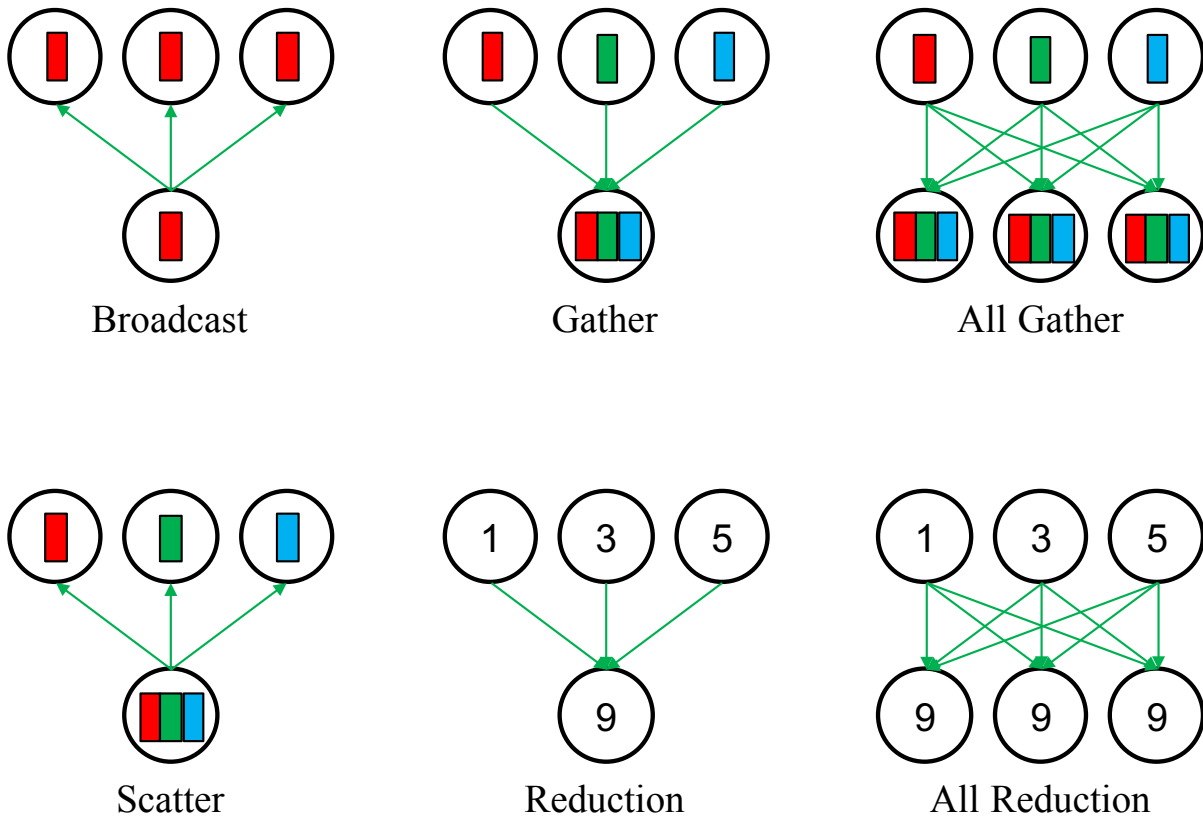 Broadcast
Gather
All Gather
1 3 5
1 3 5
9
9 9 9
Scatter
Reduction
All Reduction